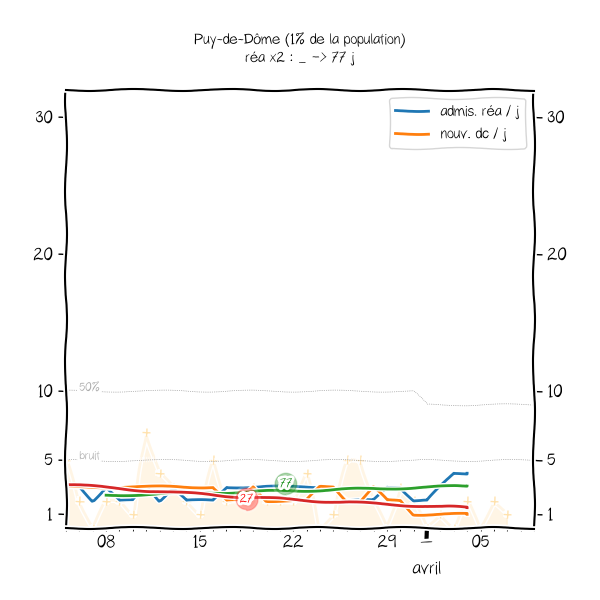 Puy-de-Dôme (1% de la population)
réa x2 : _ -> 77 j
admis. réa / j
nouv. dc / j
30
30
20
20
10
10
50%
5
5
bruit
77
27
1
1
08 15 22 29 1 05
avril